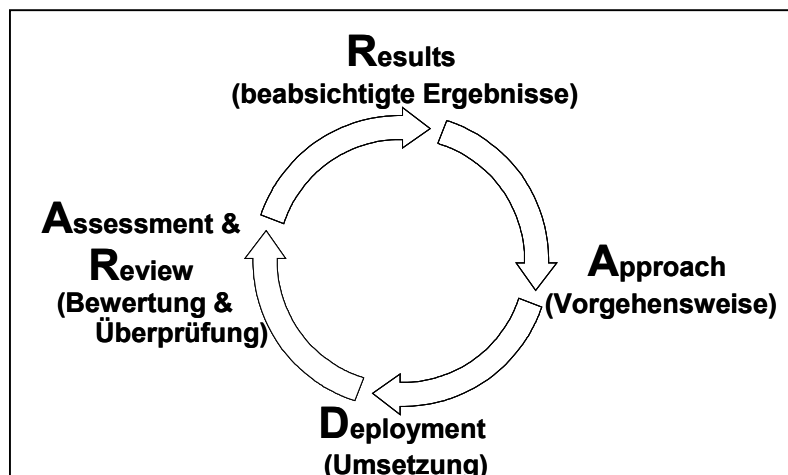 Results
(beabsichtigte Ergebnisse)
Approach
(Vorgehensweise)
Deployment
(Umsetzung)
Assessment &
Review
(Bewertung &
Überprüfung)